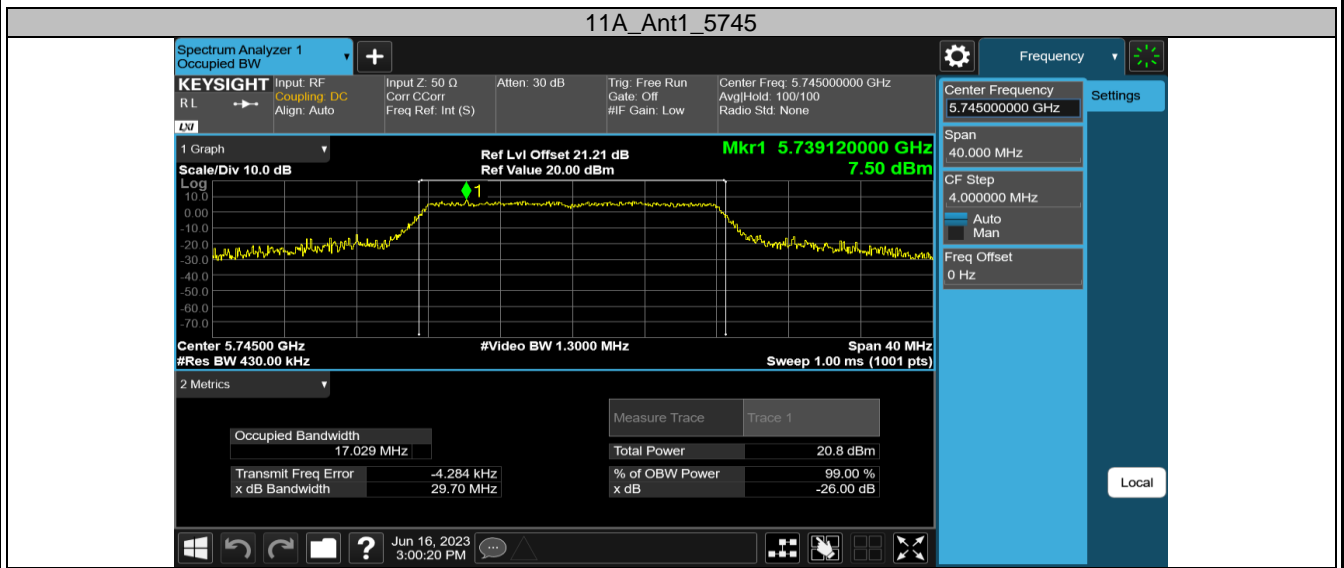 11A_Ant1_5745
Spectrum Analyzer 1
Occupied BW
+
Frequency
KEYSIGHT
R L
LXI
Input: RF
Coupling: DC
Align: Auto
Input Z: 50 Ω
Corr CCorr
Freq Ref: Int (S)
Atten: 30 dB
Trig: Free Run
Gate: Off
#IF Gain: Low
Center Freq: 5.745000000 GHz
Avg|Hold: 100/100
Radio Std: None
Center Frequency
5.745000000 GHz
Settings
Span
40.000 MHz
CF Step
4.000000 MHz
Auto
Man
Freq Offset
0 Hz
1 Graph
Scale/Div 10.0 dB
Ref Lvl Offset 21.21 dB
Ref Value 20.00 dBm
Mkr1 5.739120000 GHz
7.50 dBm
Log
10.0
0.00
-10.0
-20.0
-30.0
-40.0
-50.0
-60.0
-70.0
1
Center 5.74500 GHz
#Video BW 1.3000 MHz
Span 40 MHz
#Res BW 430.00 kHz
Sweep 1.00 ms (1001 pts)
2 Metrics
Measure Trace Trace 1
Occupied Bandwidth
17.029 MHz
Total Power 20.8 dBm
Transmit Freq Error -4.284 kHz
% of OBW Power 99.00 %
x dB Bandwidth 29.70 MHz
x dB -26.00 dB
Local
?
Jun 16, 2023
3:00:20 PM